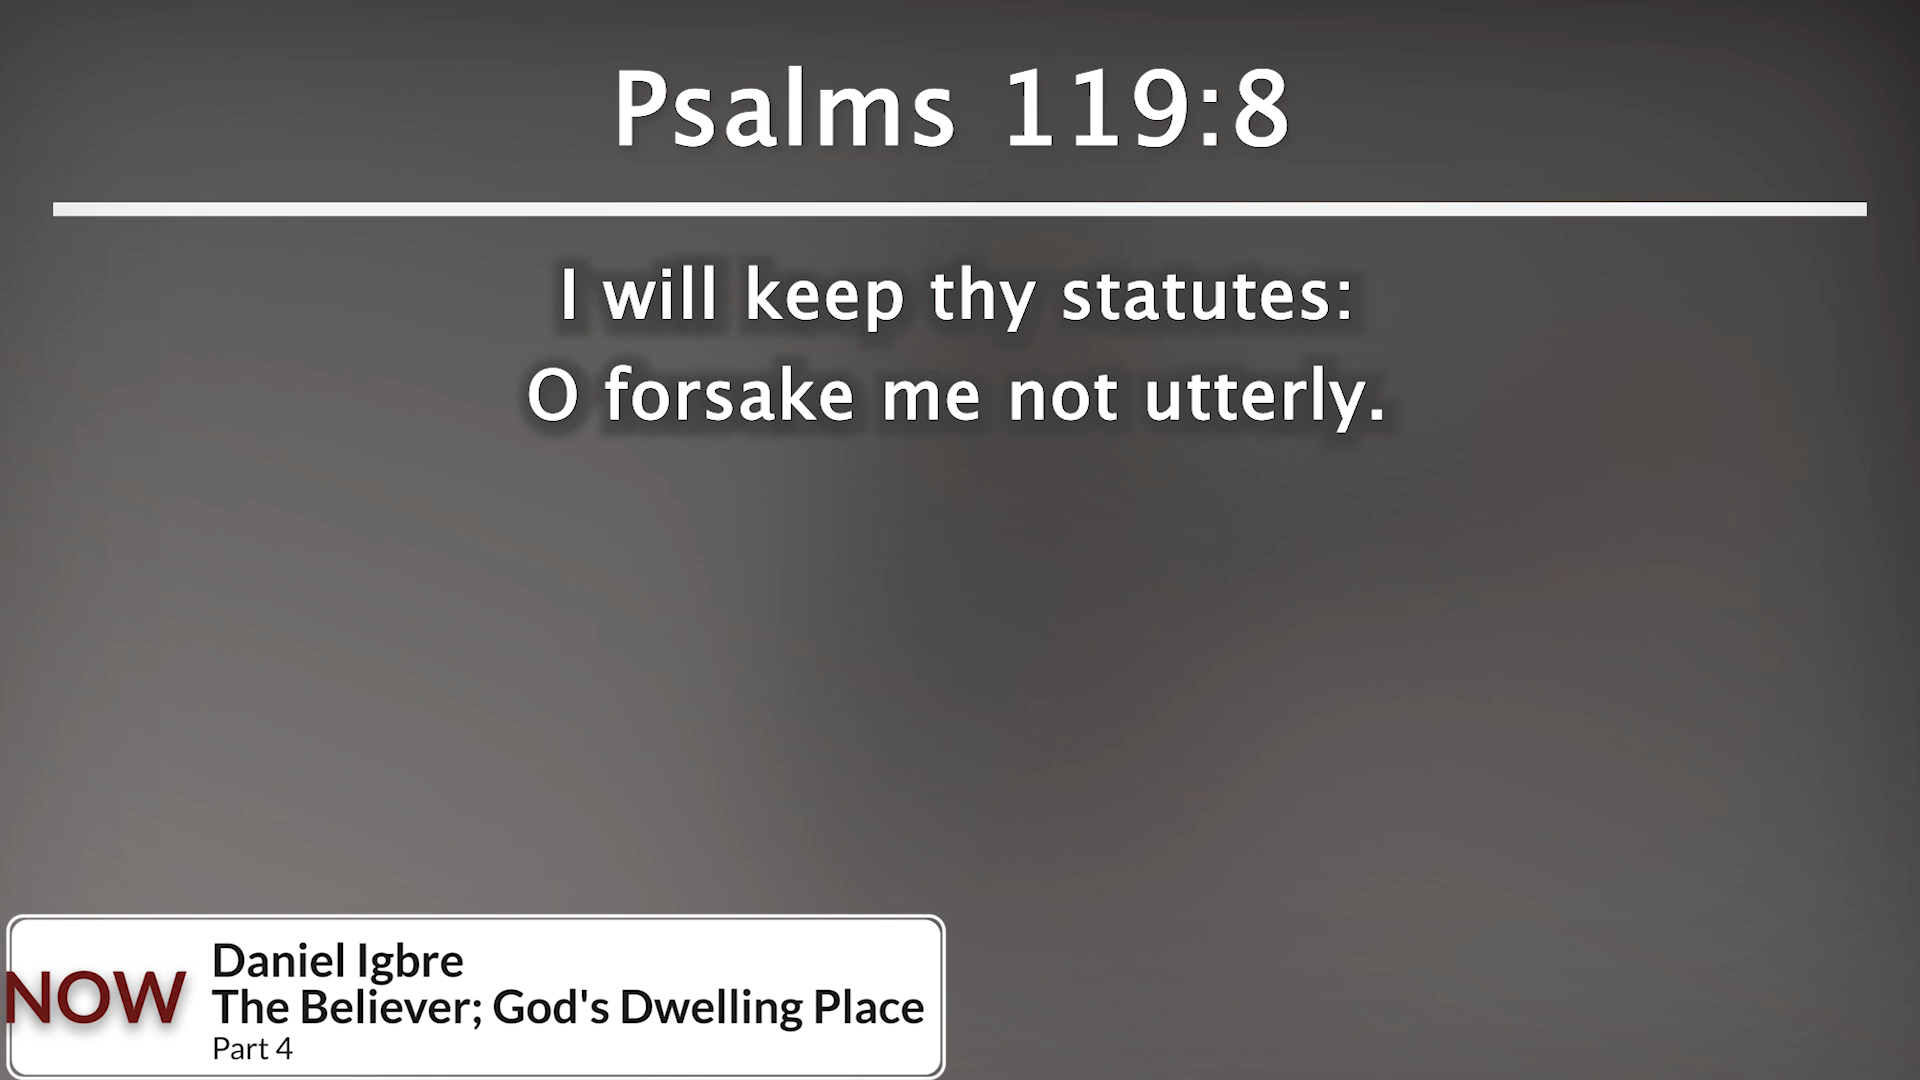 Psalms 119:8
I will keep thy statutes:
O forsake me not utterly.
NOW
Daniel Igbre
The Believer; God's Dwelling Place
Part 4